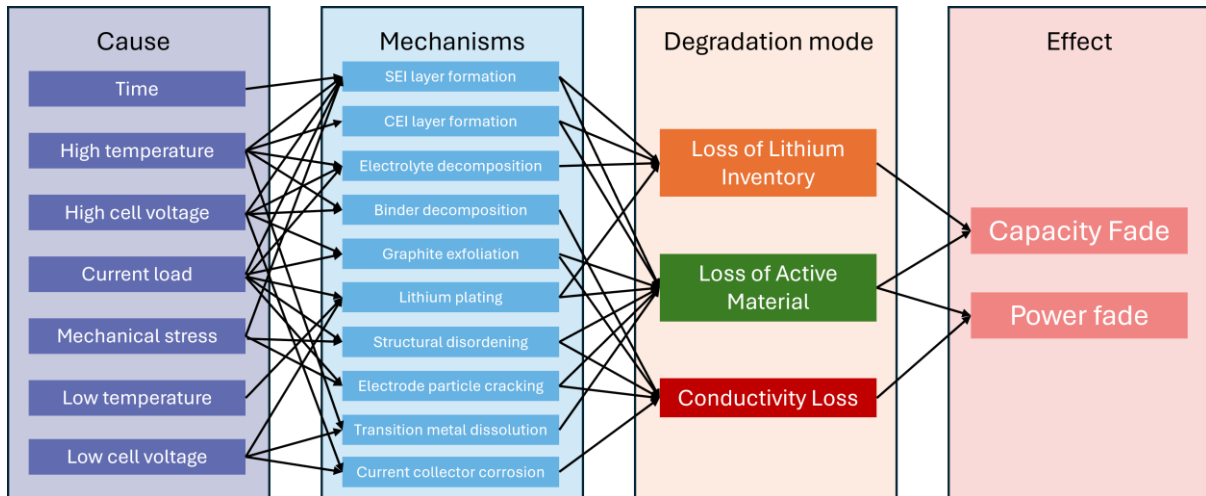 Cause
Time
High temperature
High cell voltage
Current load
Mechanical stress
Low temperature
Low cell voltage
Mechanisms
SEI layer formation
CEI layer formation
Electrolyte decomposition
Binder decomposition
Graphite exfoliation
Lithium plating
Structural disordening
Electrode particle cracking
Transition metal dissolution
Current collector corrosion
Degradation mode
Loss of Lithium
Inventory
Loss of Active
Material
Conductivity Loss
Effect
Capacity Fade
Power fade